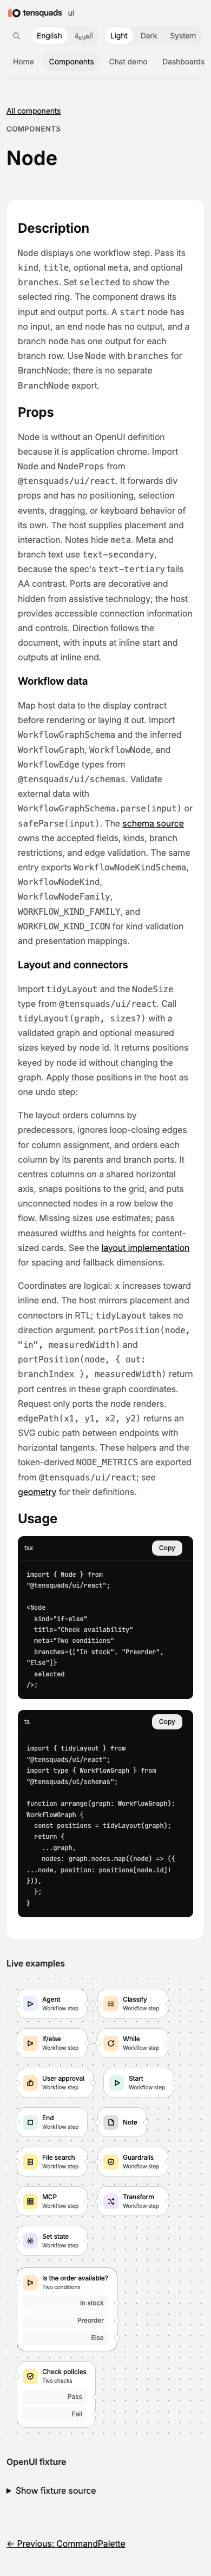 tensquads ui
English العربية Light Dark System
Home Components Chat demo Dashboards
All components
COMPONENTS
Node
Description
Node displays one workflow step. Pass its
kind, title, optional meta, and optional
branches. Set selected to show the
selected ring. The component draws its
input and output ports. A start node has
no input, an end node has no output, and a
branch node has one output for each
branch row. Use Node with branches for
BranchNode; there is no separate
BranchNode export.
Props
Node is without an OpenUI definition
because it is application chrome. Import
Node and NodeProps from
@tensquads/ui/react. It forwards div
props and has no positioning, selection
events, dragging, or keyboard behavior of
its own. The host supplies placement and
interaction. Notes hide meta. Meta and
branch text use text-secondary,
because the spec's text-tertiary fails
AA contrast. Ports are decorative and
hidden from assistive technology; the host
provides accessible connection information
and controls. Direction follows the
document, with inputs at inline start and
outputs at inline end.
Workflow data
Map host data to the display contract
before rendering or laying it out. Import
WorkflowGraphSchema and the inferred
WorkflowGraph, WorkflowNode, and
WorkflowEdge types from
@tensquads/ui/schemas. Validate
external data with
WorkflowGraphSchema.parse(input) or
safeParse(input). The schema source
owns the accepted fields, kinds, branch
restrictions, and edge validation. The same
entry exports WorkflowNodeKindSchema,
WorkflowNodeKind,
WorkflowNodeFamily,
WORKFLOW_KIND_FAMILY, and
WORKFLOW_KIND_ICON for kind validation
and presentation mappings.
Layout and connectors
Import tidyLayout and the NodeSize
type from @tensquads/ui/react. Call
tidyLayout(graph, sizes?) with a
validated graph and optional measured
sizes keyed by node id. It returns positions
keyed by node id without changing the
graph. Apply those positions in the host as
one undo step:
The layout orders columns by
predecessors, ignores loop-closing edges
for column assignment, and orders each
column by its parents and branch ports. It
centres columns on a shared horizontal
axis, snaps positions to the grid, and puts
unconnected nodes in a row below the
flow. Missing sizes use estimates; pass
measured widths and heights for content-
sized cards. See the layout implementation
for spacing and fallback dimensions.
Coordinates are logical: x increases toward
inline end. The host mirrors placement and
connectors in RTL; tidyLayout takes no
direction argument. portPosition(node,
"in", measuredWidth) and
portPosition(node, { out:
branchIndex }, measuredWidth) return
port centres in these graph coordinates.
Request only ports the node renders.
edgePath(x1, y1, x2, y2) returns an
SVG cubic path between endpoints with
horizontal tangents. These helpers and the
token-derived NODE_METRICS are exported
from @tensquads/ui/react; see
geometry for their definitions.
Usage
tsx Copy
import { Node } from
"@tensquads/ui/react";
<Node
kind="if-else"
title="Check availability"
meta="Two conditions"
branches={["In stock", "Preorder",
"Else"]}
selected
/>;
ts Copy
import { tidyLayout } from
"@tensquads/ui/react";
import type { WorkflowGraph } from
"@tensquads/ui/schemas";
function arrange(graph: WorkflowGraph):
WorkflowGraph {
const positions = tidyLayout(graph);
return {
...graph,
nodes: graph.nodes.map((node) => ({
...node, position: positions[node.id]!
})),
};
}
Live examples
Agent Classify
Workflow step Workflow step
If/else While
Workflow step Workflow step
User approval Start
Workflow step Workflow step
End Note
Workflow step
File search Guardrails
Workflow step Workflow step
MCP Transform
Workflow step Workflow step
Set state
Workflow step
Is the order available?
Two conditions
In stock
Preorder
Else
Check policies
Two checks
Pass
Fail
OpenUI fixture
Show fixture source
← Previous: CommandPalette